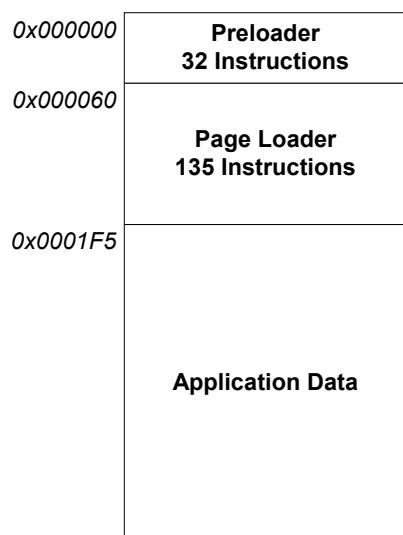 0x000000
Preloader
32 Instructions
0x000060
Page Loader
135 Instructions
0x0001F5
Application Data